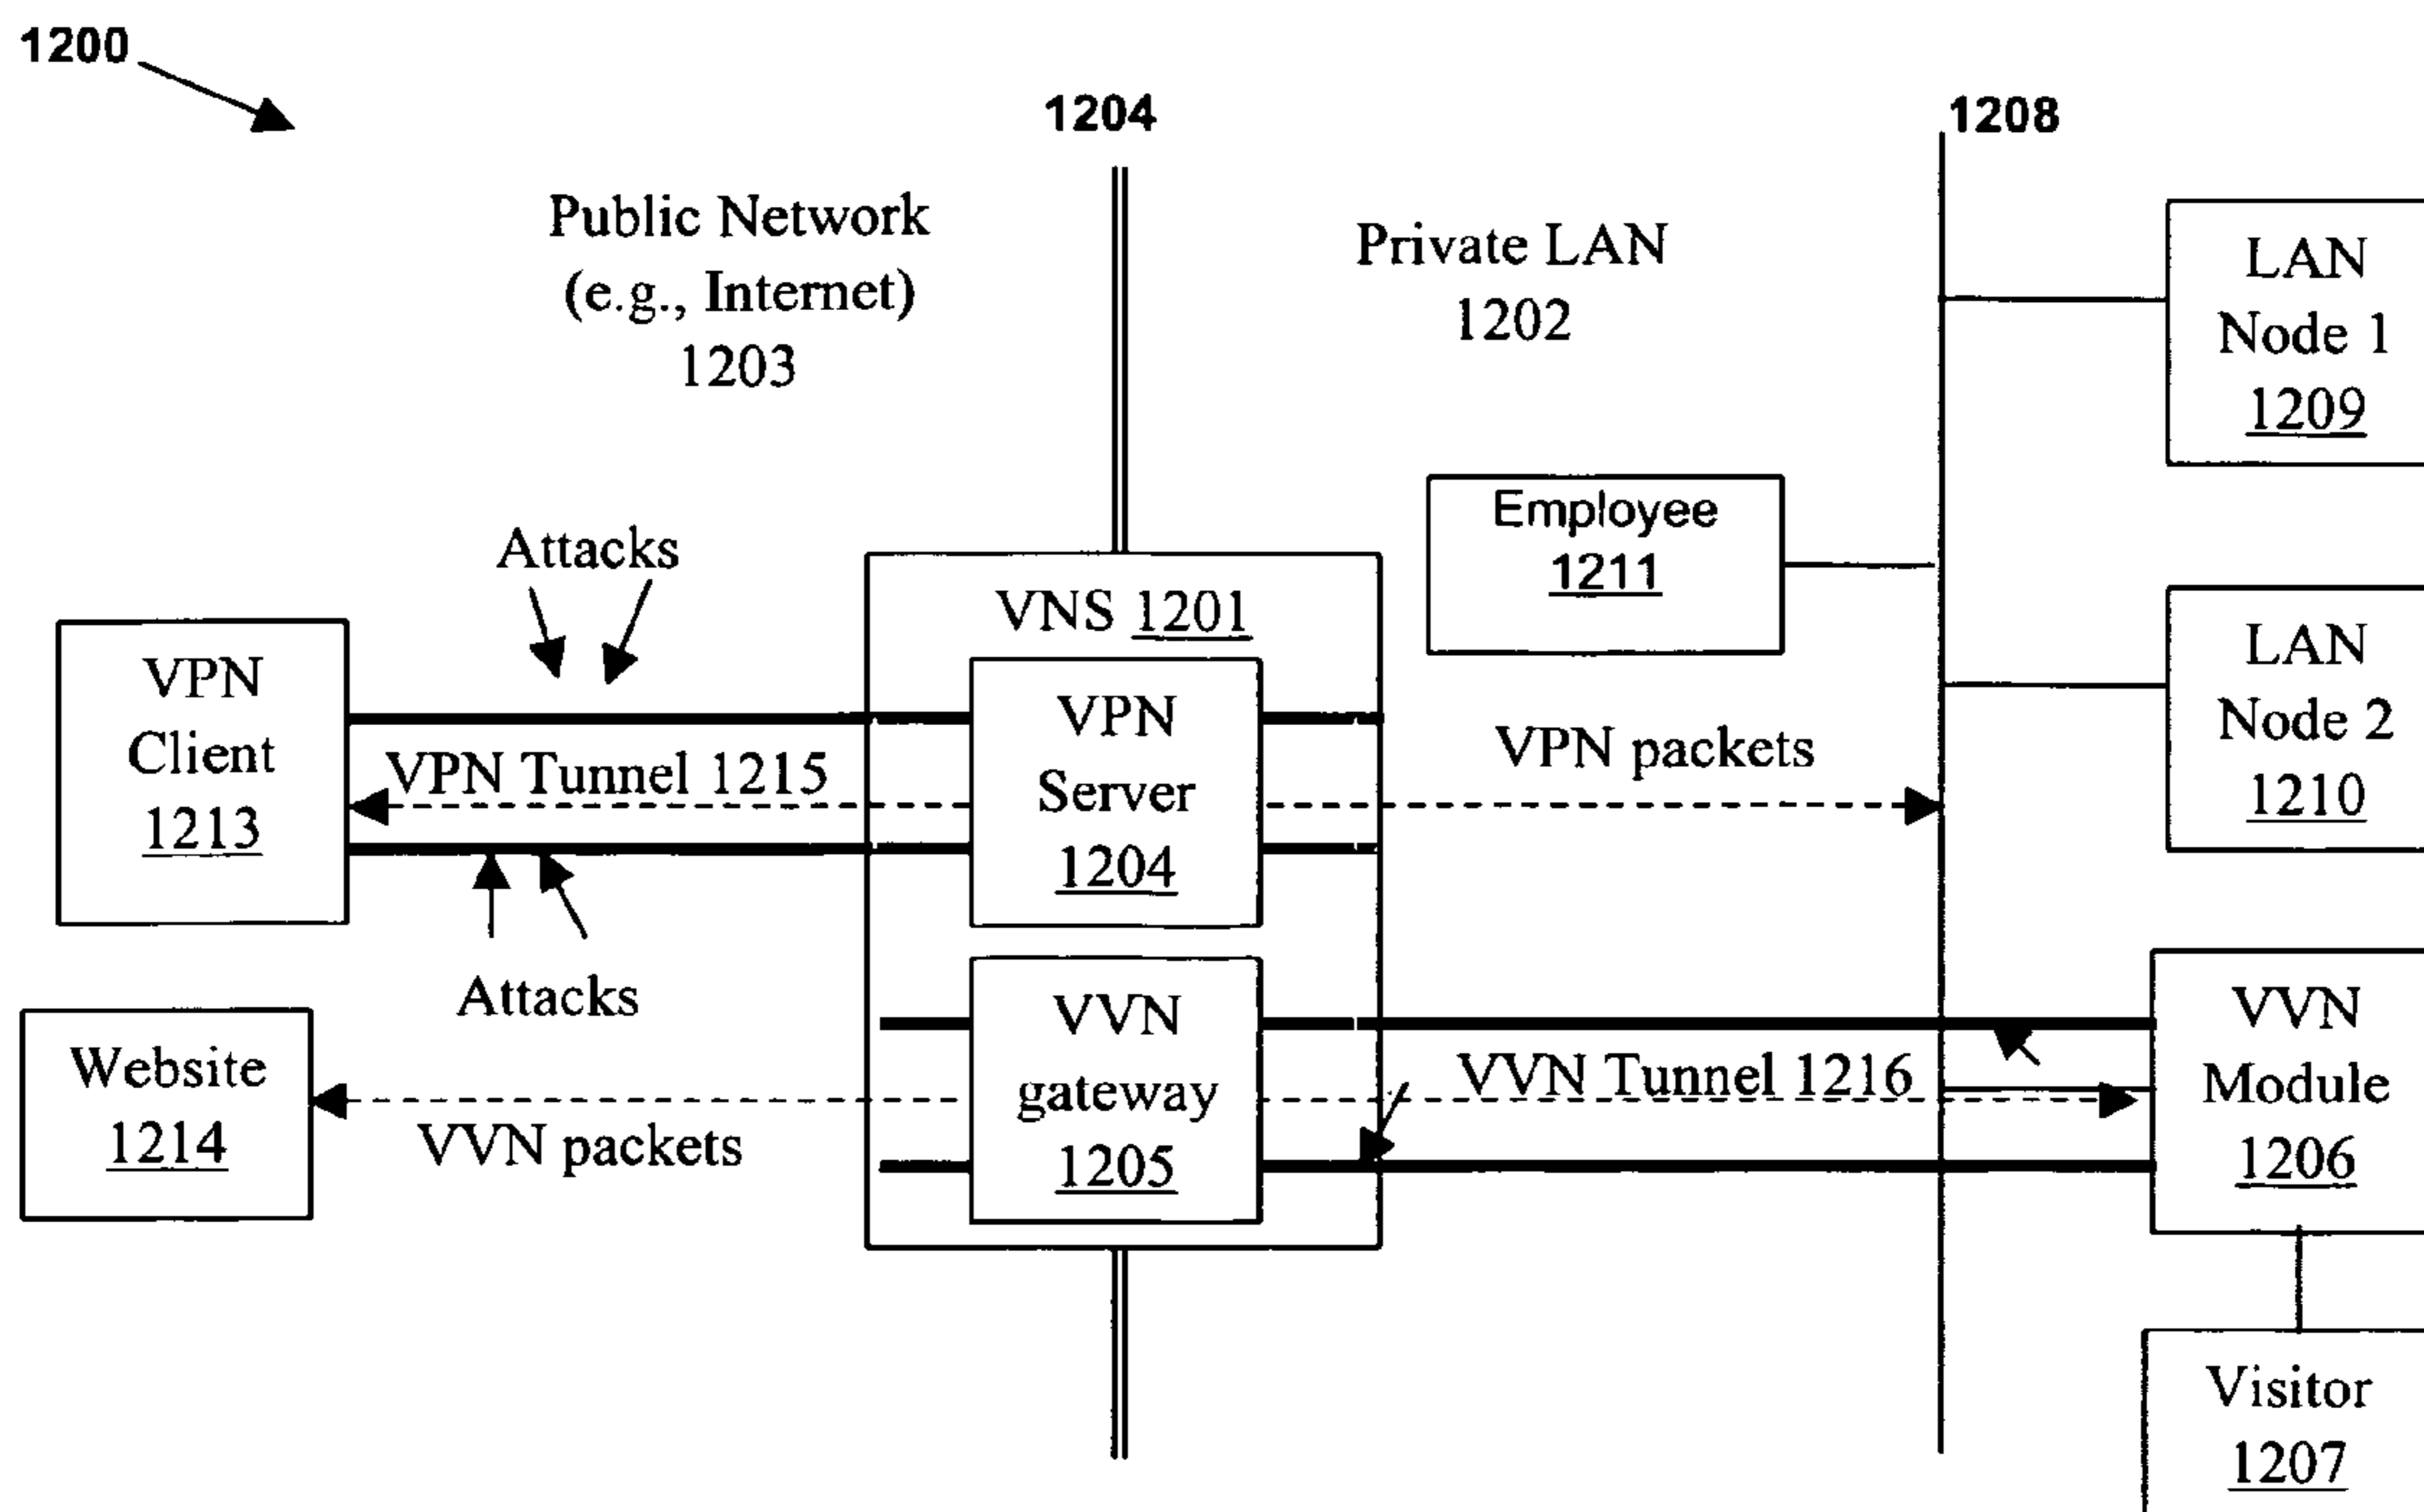 1200
1204
1208
Public Network
(e.g., Internet)
1203
Private LAN
1202
LAN
Node 1
1209
Employee
1211
Attacks
VNS 1201
LAN
Node 2
1210
VPN
Client
1213
VPN Tunnel 1215
VPN
Server
1204
VPN packets
Attacks
Website
1214
VVN packets
VVN
gateway
1205
VVN Tunnel 1216
VVN
Module
1206
Visitor
1207